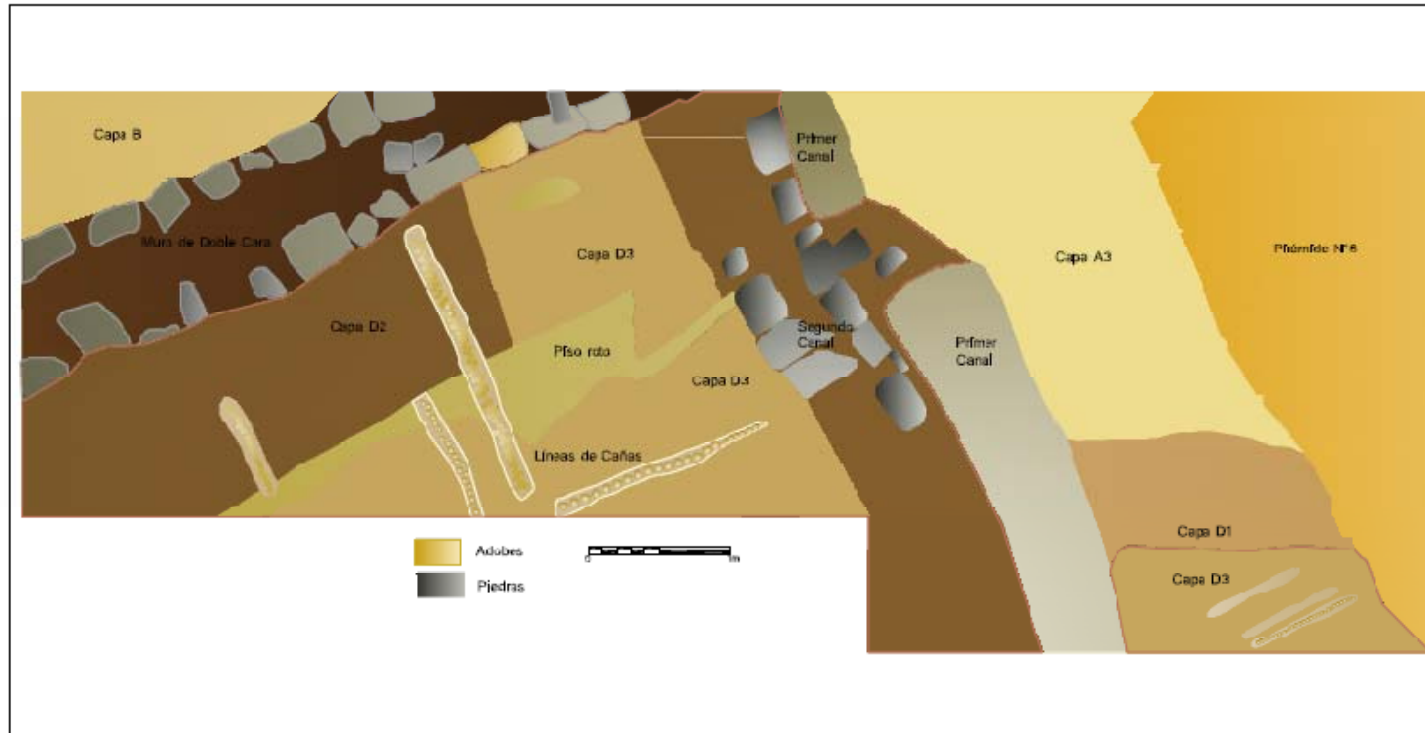 Capa B
Primer
Canal
Muro de Doble Cara
Capa D3
Capa A3
Pirámide Nº6
Capa D2
Segundo
Canal
Piso roto
Primer
Canal
Capa D3
Líneas de Cañas
Capa D1
Adobes
0
1m
Capa D3
Piedras